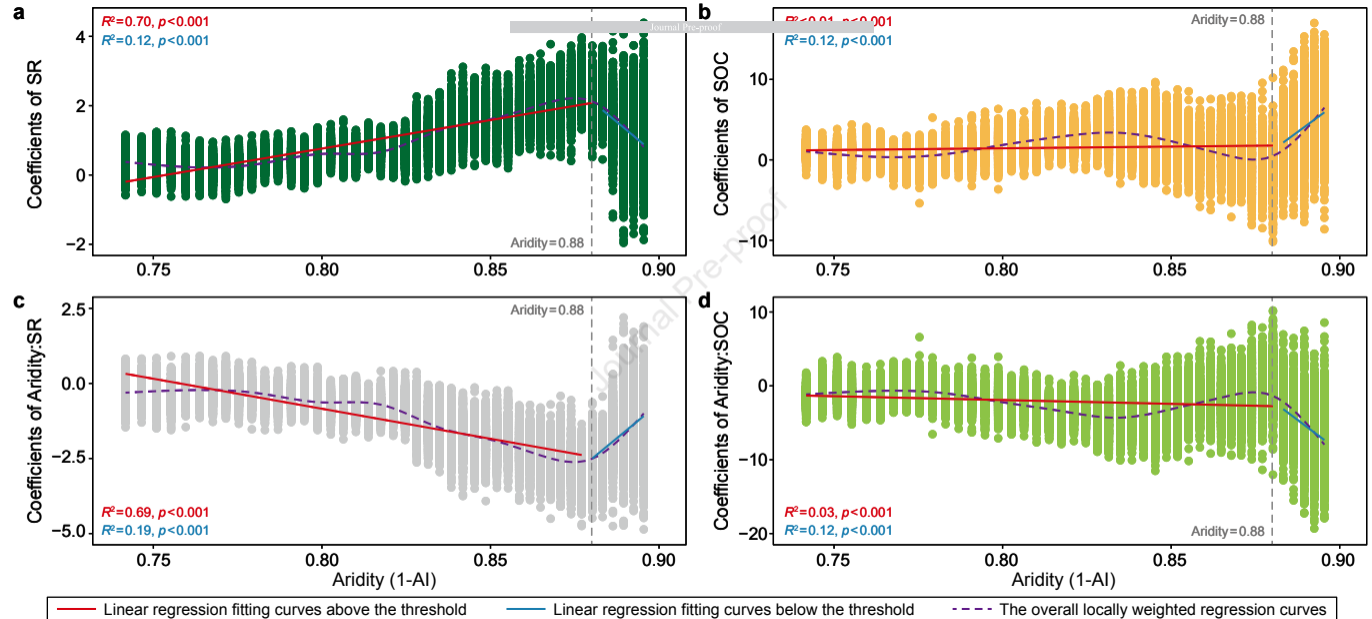 a
R²=0.70, p<0.001
R²=0.12, p<0.001
Coefficients of SR
4
2
0
−2
0.75
0.80
0.85
0.90
Aridity=0.88
Journal Pre-proof
b
R²<0.01, p<0.001
R²=0.12, p<0.001
Aridity=0.88
Coefficients of SOC
10
0
−10
0.75
0.80
0.85
0.90
c
Aridity=0.88
Coefficients of Aridity:SR
2.5
0.0
−2.5
−5.0
R²=0.69, p<0.001
R²=0.19, p<0.001
0.75
0.80
0.85
0.90
Aridity (1-AI)
Journal Pre-proof
d
Coefficients of Aridity:SOC
10
0
−10
−20
R²=0.03, p<0.001
R²=0.12, p<0.001
Aridity=0.88
0.75
0.80
0.85
0.90
Aridity (1-AI)
Linear regression fitting curves above the threshold
Linear regression fitting curves below the threshold
The overall locally weighted regression curves